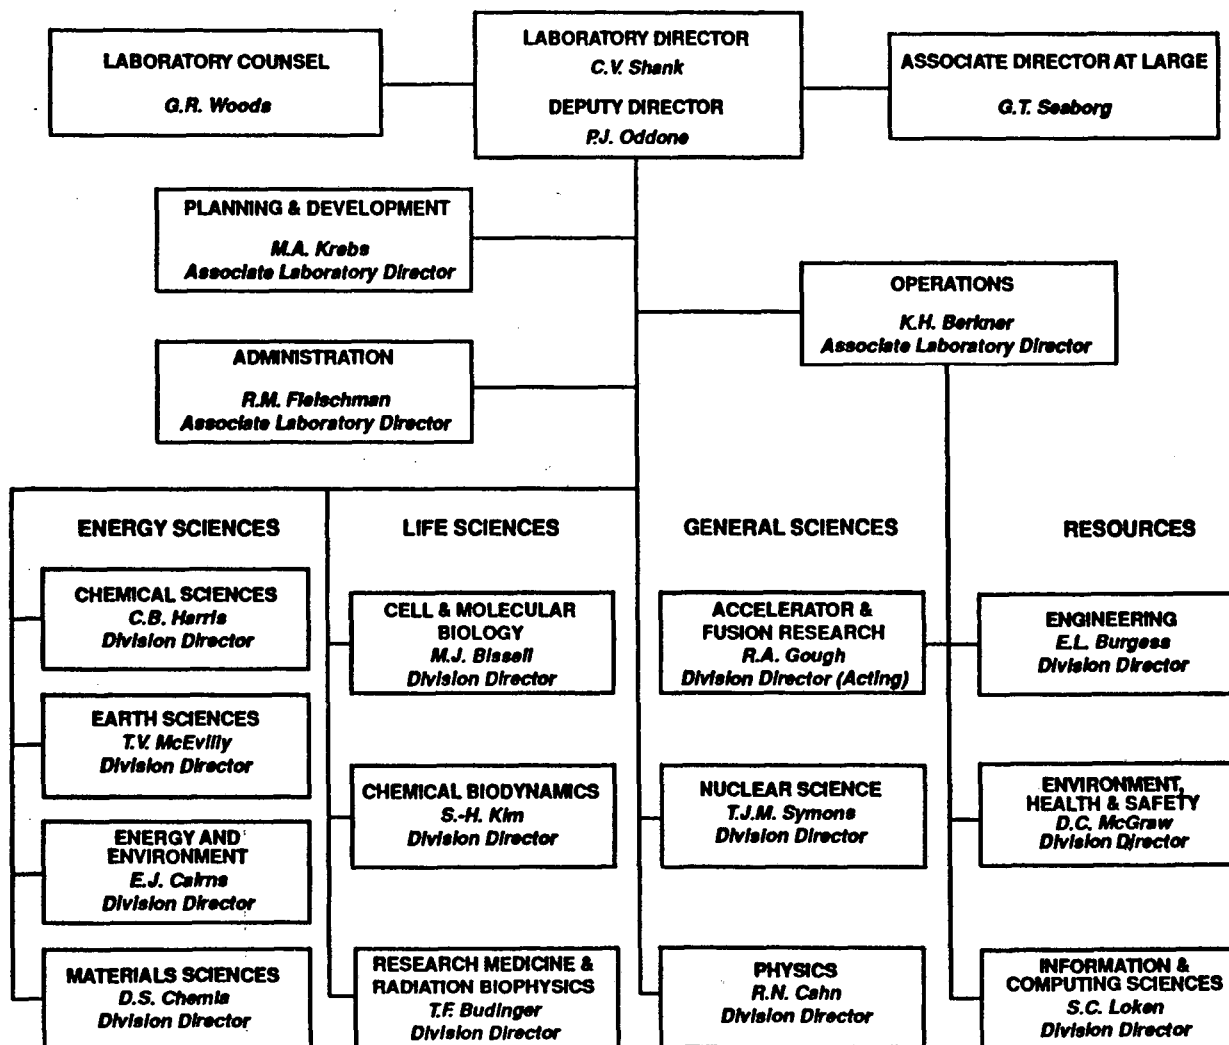 LABORATORY COUNSEL
G.R. Woods
LABORATORY DIRECTOR
C.V. Shank
DEPUTY DIRECTOR
P.J. Oddone
ASSOCIATE DIRECTOR AT LARGE
G.T. Seaborg
PLANNING & DEVELOPMENT
M.A. Krebs
Associate Laboratory Director
OPERATIONS
K.H. Berkner
Associate Laboratory Director
ADMINISTRATION
R.M. Fleischman
Associate Laboratory Director
ENERGY SCIENCES
CHEMICAL SCIENCES
C.B. Harris
Division Director
EARTH SCIENCES
T.V. McEvilly
Division Director
ENERGY AND
ENVIRONMENT
E.J. Cairns
Division Director
MATERIALS SCIENCES
D.S. Chemla
Division Director
LIFE SCIENCES
CELL & MOLECULAR
BIOLOGY
M.J. Bissell
Division Director
CHEMICAL BIODYNAMICS
S.-H. Kim
Division Director
RESEARCH MEDICINE &
RADIATION BIOPHYSICS
T.F. Budinger
Division Director
GENERAL SCIENCES
ACCELERATOR &
FUSION RESEARCH
R.A. Gough
Division Director (Acting)
NUCLEAR SCIENCE
T.J.M. Symons
Division Director
PHYSICS
R.N. Cahn
Division Director
RESOURCES
ENGINEERING
E.L. Burgess
Division Director
ENVIRONMENT,
HEALTH & SAFETY
D.C. McGraw
Division Director
INFORMATION &
COMPUTING SCIENCES
S.C. Loken
Division Director